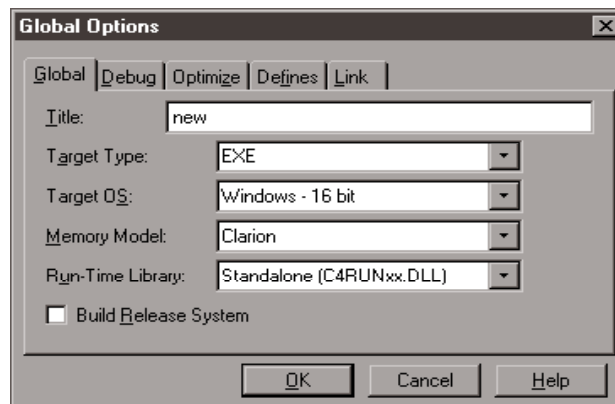 Global Options
Global Debug Optimize Defines Link
Title: new
Target Type: EXE
Target OS: Windows - 16 bit
Memory Model: Clarion
Run-Time Library: Standalone (C4RUNxx.DLL)
Build Release System
OK Cancel Help